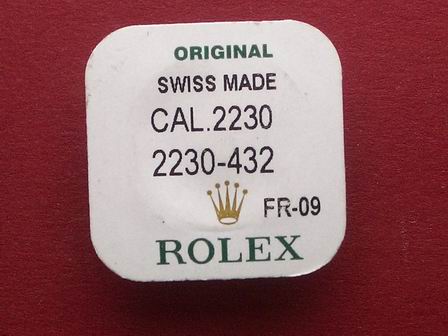 ORIGINAL
SWISS MADE
CAL.2230
2230-432
FR-09
ROLEX